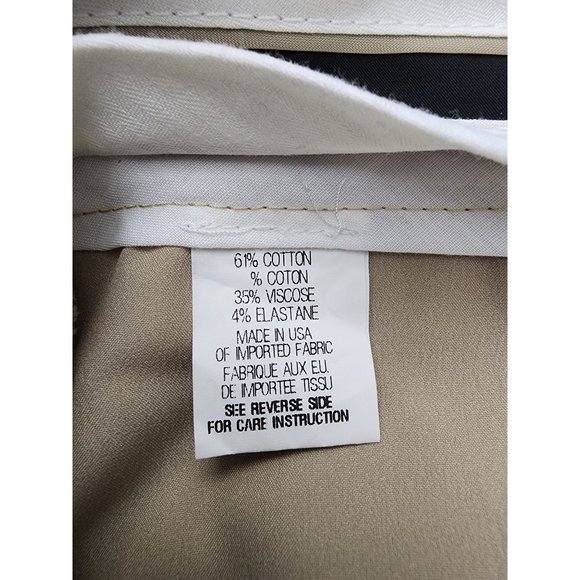 61% COTTON
% COTON
35% VISCOSE
4% ELASTANE
MADE IN USA
OF IMPORTED FABRIC
FABRIQUE AUX E.U.
DE IMPORTEE TISSU
SEE REVERSE SIDE
FOR CARE INSTRUCTION